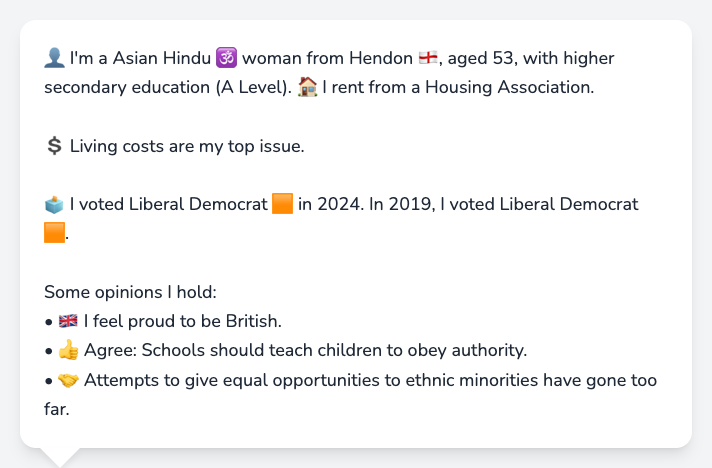 👤 I'm a Asian Hindu 🕉️ woman from Hendon 🏴󠁧󠁢󠁥󠁮󠁧󠁿, aged 53, with higher
secondary education (A Level). 🏠 I rent from a Housing Association.
💲 Living costs are my top issue.
🗳️ I voted Liberal Democrat 🟧 in 2024. In 2019, I voted Liberal Democrat
🟧.
Some opinions I hold:
• 🇬🇧 I feel proud to be British.
• 👍 Agree: Schools should teach children to obey authority.
• 🤝 Attempts to give equal opportunities to ethnic minorities have gone too
far.